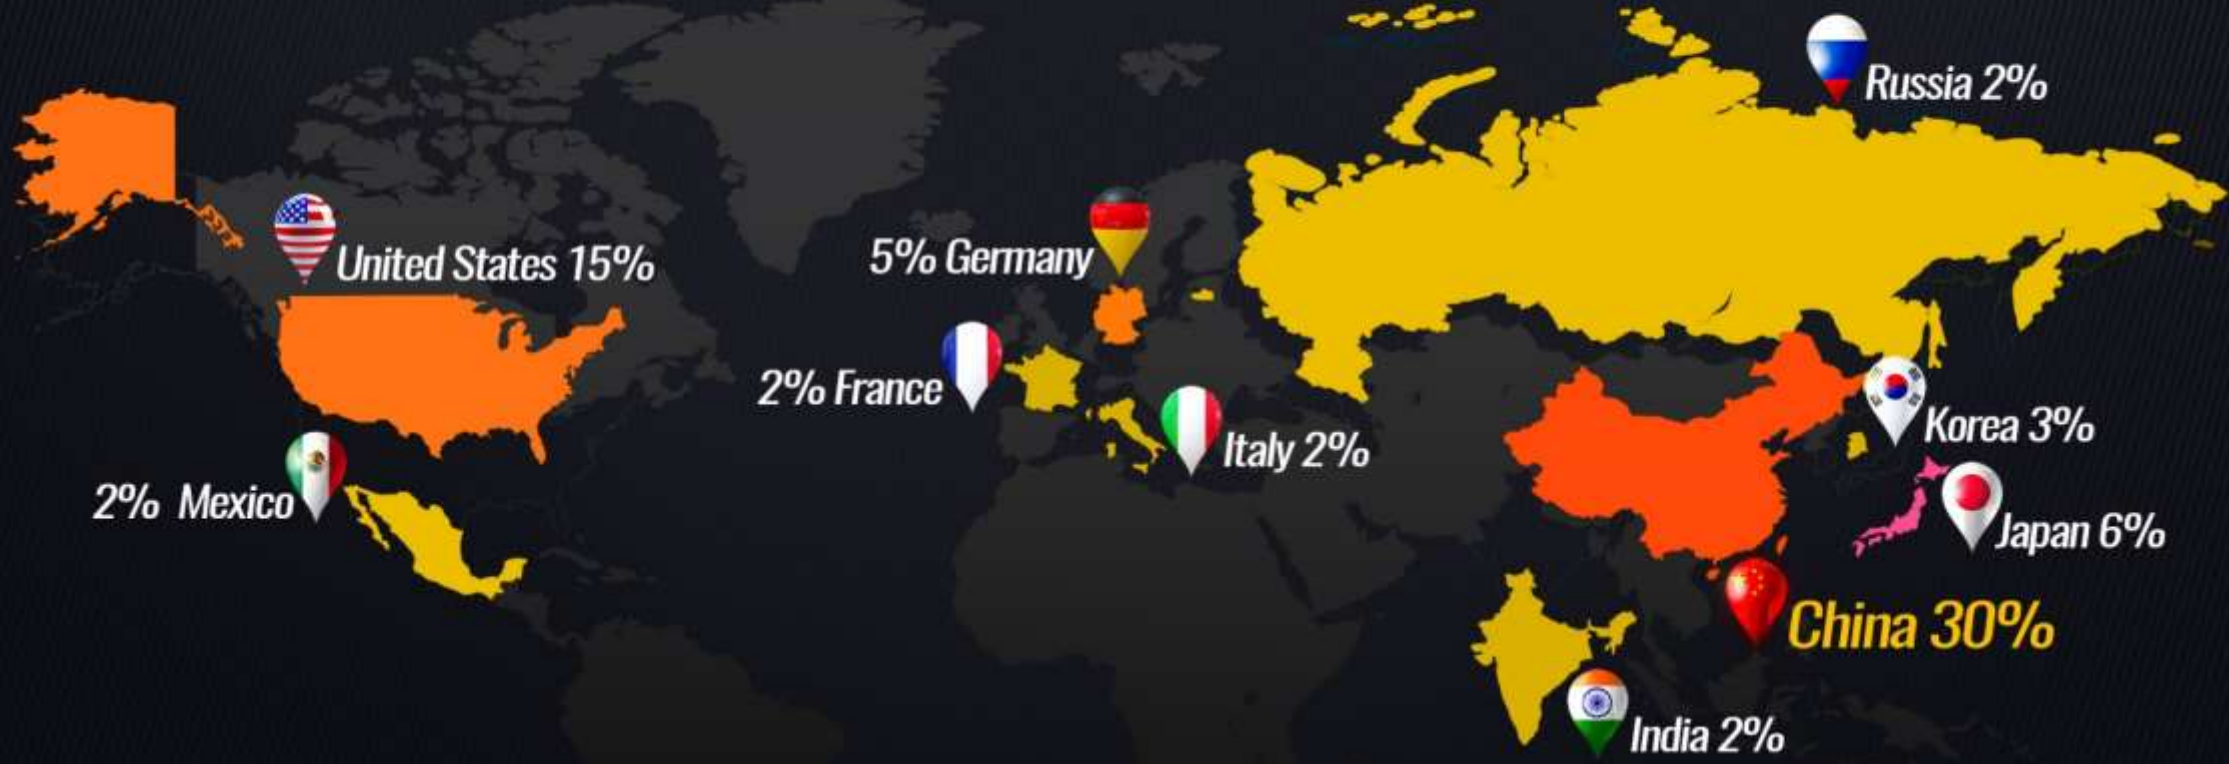 Russia 2%
United States 15%
5% Germany
2% France
Korea 3%
Italy 2%
2% Mexico
Japan 6%
China 30%
India 2%